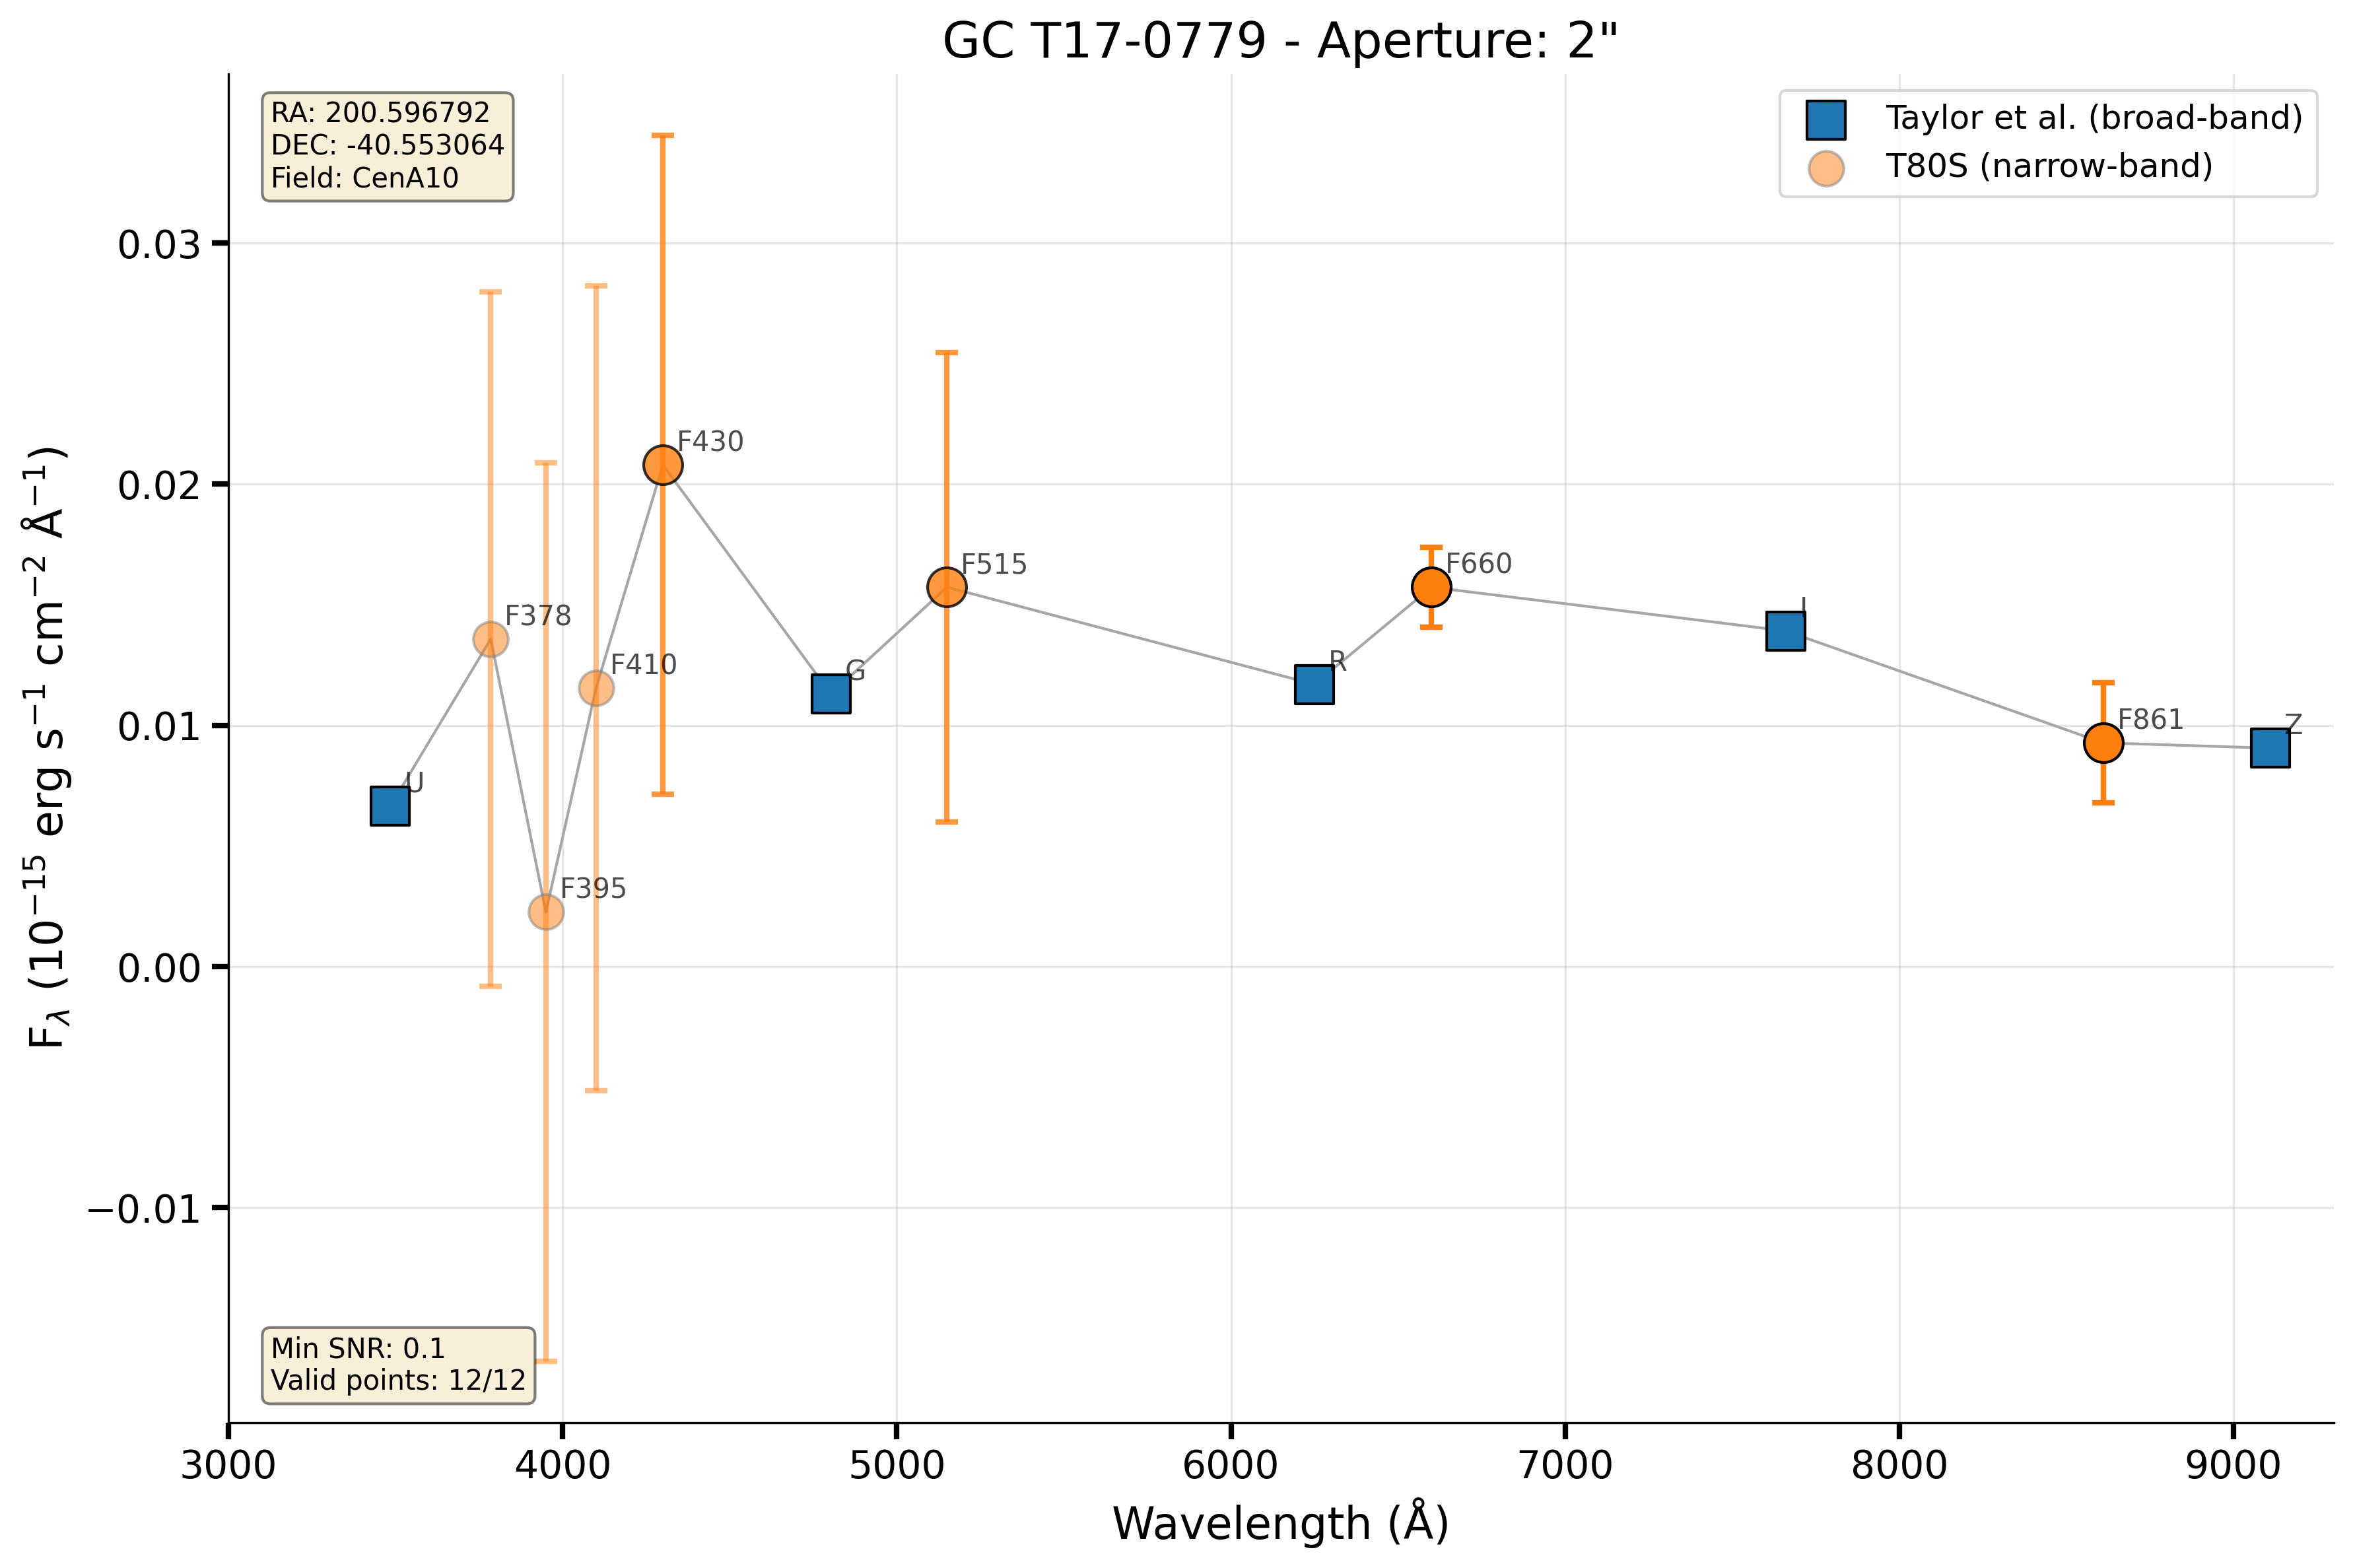 GC T17-0779 - Aperture: 2"
RA: 200.596792
DEC: -40.553064
Field: CenA10
Taylor et al. (broad-band)
T80S (narrow-band)
F_λ (10⁻¹⁵ erg s⁻¹ cm⁻² Å⁻¹)
0.03
0.02
0.01
0.00
−0.01
U
F378
F395
F410
F430
G
F515
R
F660
I
F861
Z
Min SNR: 0.1
Valid points: 12/12
3000
4000
5000
6000
7000
8000
9000
Wavelength (Å)